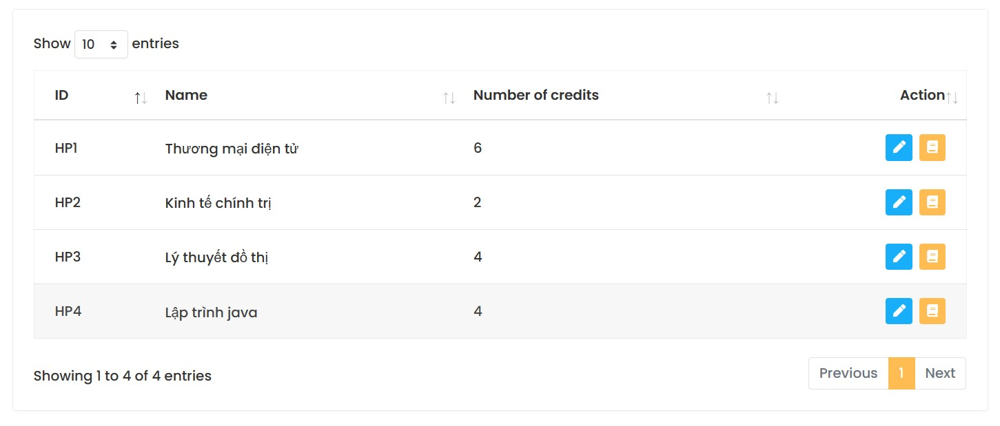 Show 10 entries
ID Name Number of credits Action
HP1 Thương mại điện tử 6
HP2 Kinh tế chính trị 2
HP3 Lý thuyết đồ thị 4
HP4 Lập trình java 4
Showing 1 to 4 of 4 entries Previous 1 Next